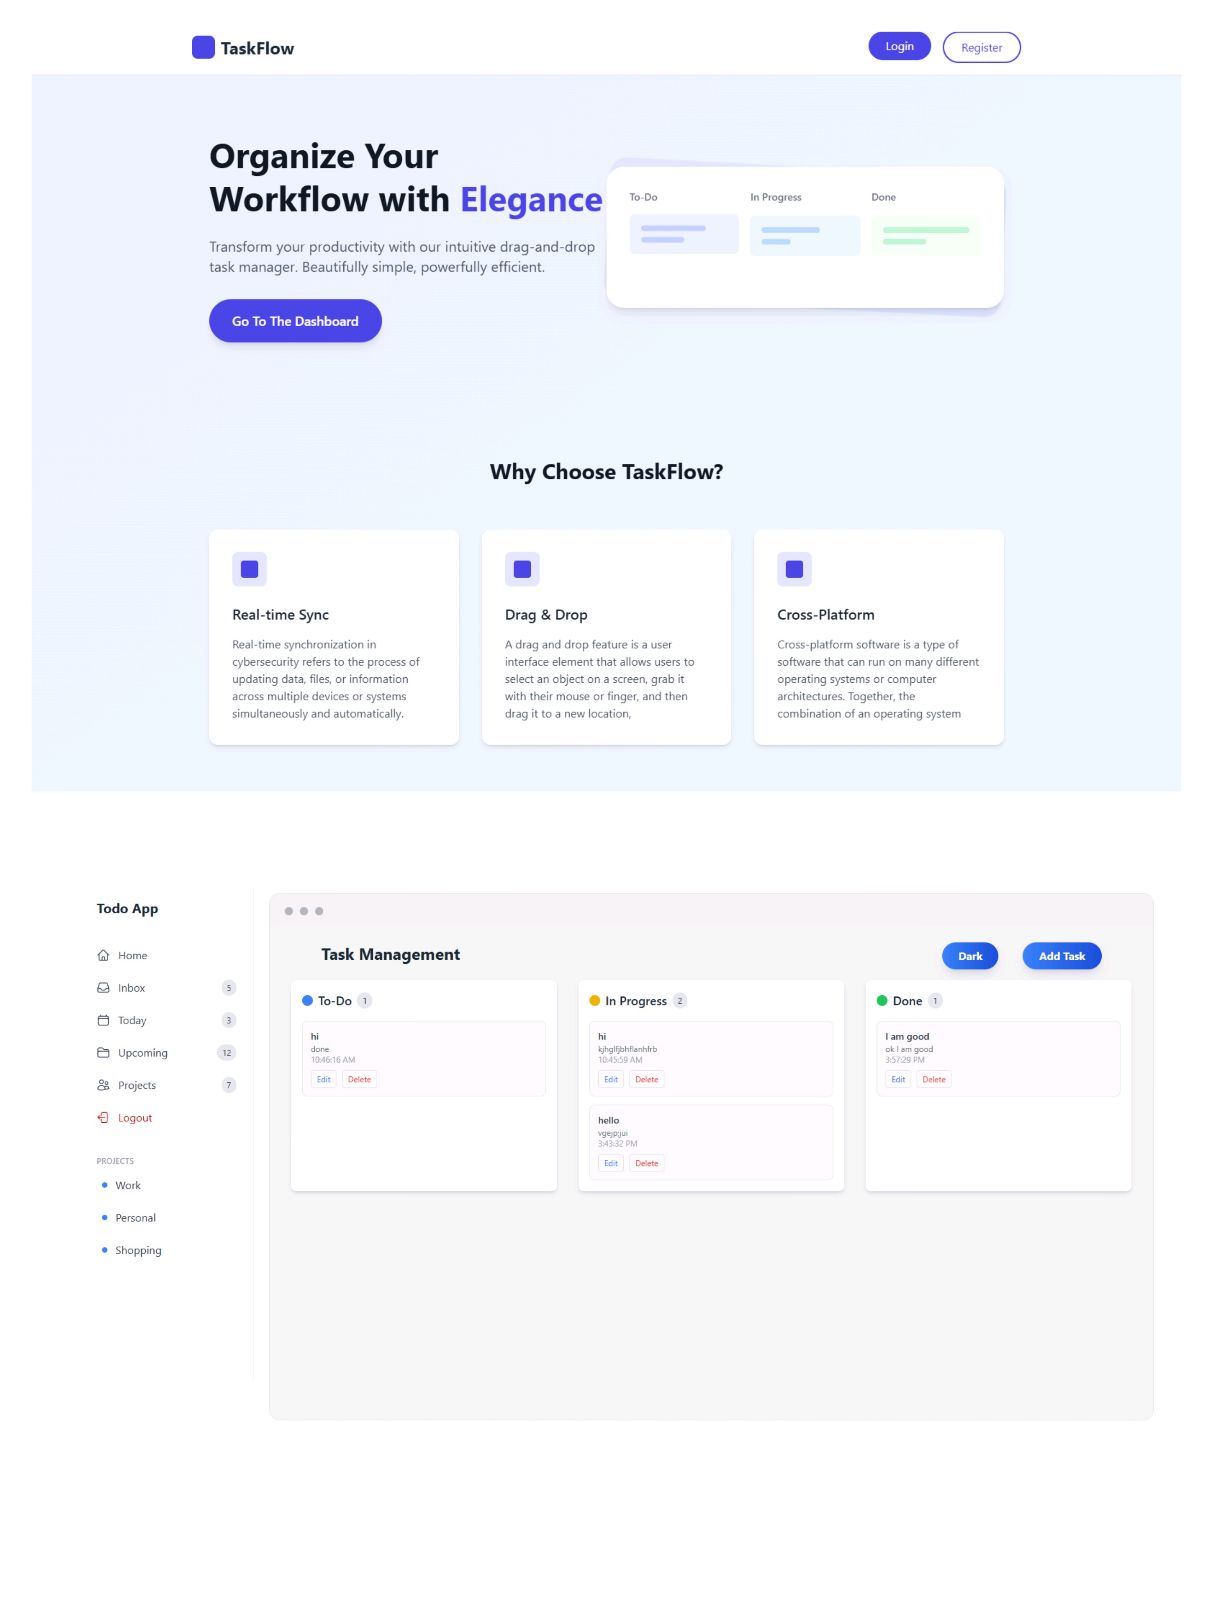 TaskFlow
Login
Register
Organize Your
Workflow with Elegance
Transform your productivity with our intuitive drag-and-drop
task manager. Beautifully simple, powerfully efficient.
Go To The Dashboard
To-Do
In Progress
Done
Why Choose TaskFlow?
Real-time Sync
Real-time synchronization in
cybersecurity refers to the process of
updating data, files, or information
across multiple devices or systems
simultaneously and automatically.
Drag & Drop
A drag and drop feature is a user
interface element that allows users to
select an object on a screen, grab it
with their mouse or finger, and then
drag it to a new location,
Cross-Platform
Cross-platform software is a type of
software that can run on many different
operating systems or computer
architectures. Together, the
combination of an operating system
Todo App
Home
Inbox 5
Today 3
Upcoming 12
Projects 7
Logout
PROJECTS
Work
Personal
Shopping
Task Management
Dark
Add Task
To-Do 1
hi
done
10:46:16 AM
Edit Delete
In Progress 2
hi
10:45:59 AM
Edit Delete
hello
3:43:32 PM
Edit Delete
Done 1
I am good
ok I am good
3:57:29 PM
Edit Delete